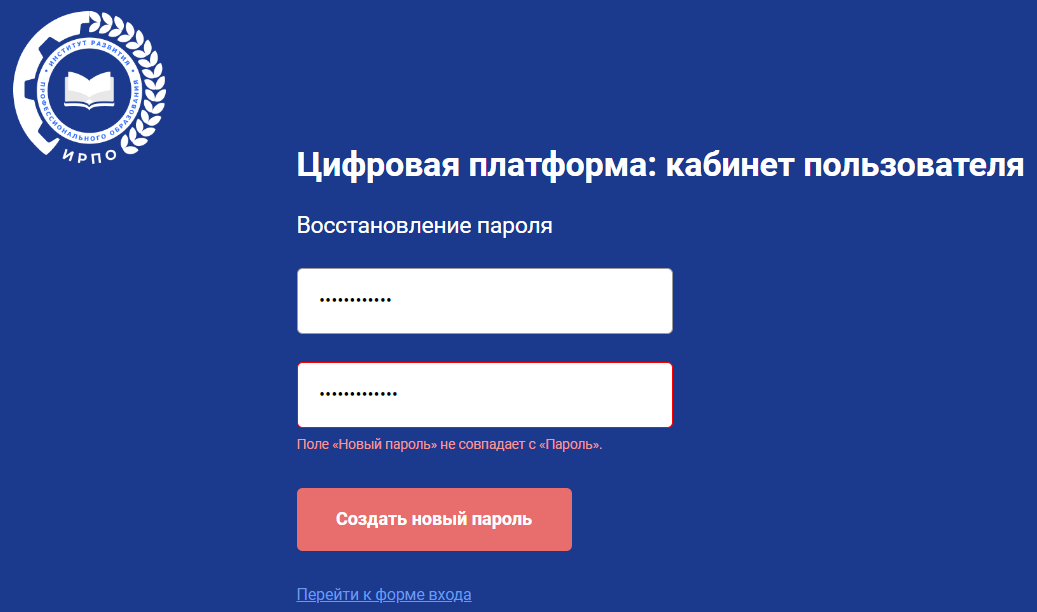 • ИНСТИТУТ РАЗВИТИЯ •
ПРОФЕССИОНАЛЬНОГО ОБРАЗОВАНИЯ
ИРПО
Цифровая платформа: кабинет пользователя
Восстановление пароля
••••••••••••
•••••••••••••
Поле «Новый пароль» не совпадает с «Пароль».
Создать новый пароль
Перейти к форме входа